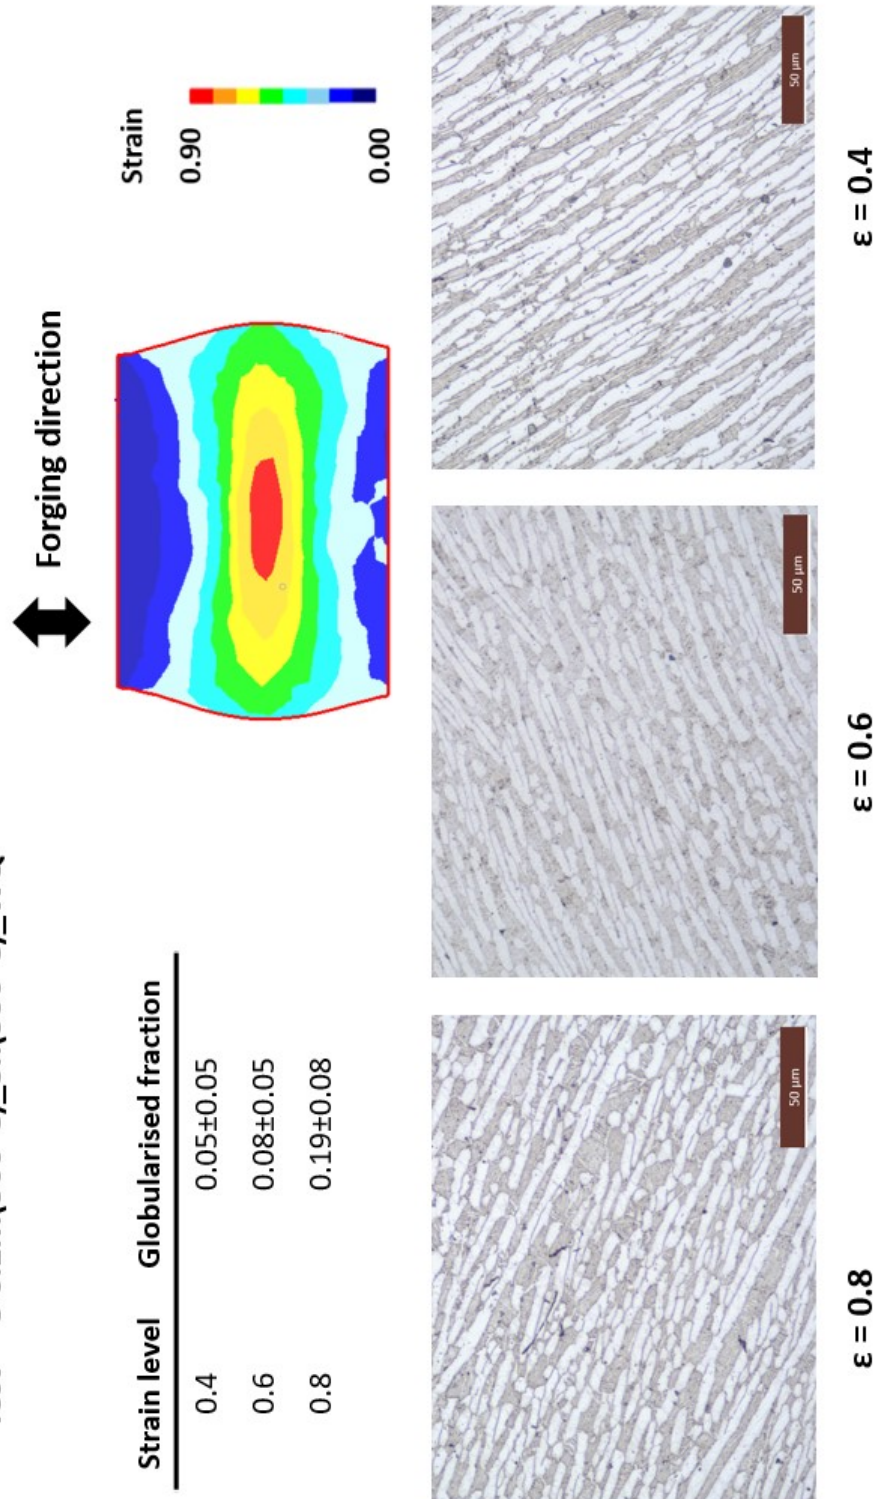 Forging direction
Strain
0.90
0.00
Strain level Globularised fraction
0.4 0.05±0.05
0.6 0.08±0.05
0.8 0.19±0.08
50 µm
50 µm
50 µm
ε = 0.8
ε = 0.6
ε = 0.4